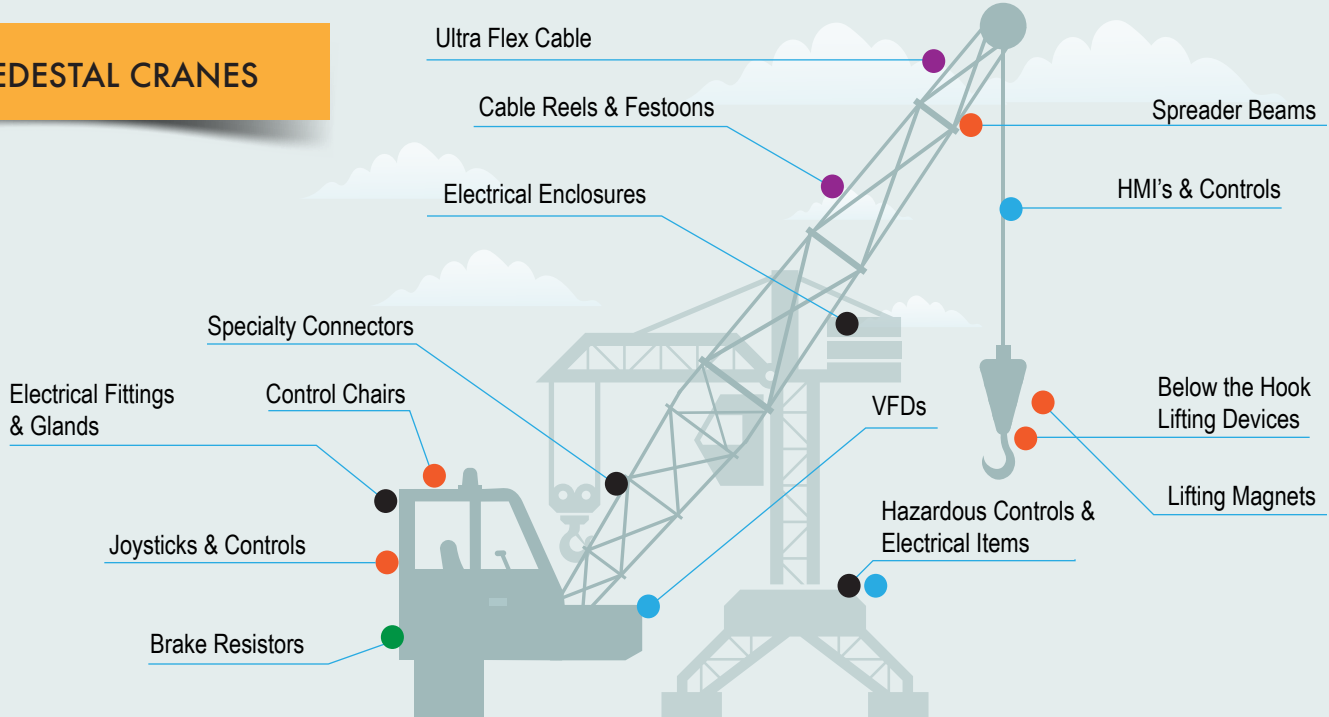 EDESTAL CRANES
Ultra Flex Cable
Cable Reels & Festoons
Spreader Beams
Electrical Enclosures
HMI's & Controls
Specialty Connectors
Electrical Fittings
& Glands
Control Chairs
VFDs
Below the Hook
Lifting Devices
Lifting Magnets
Hazardous Controls &
Electrical Items
Joysticks & Controls
Brake Resistors